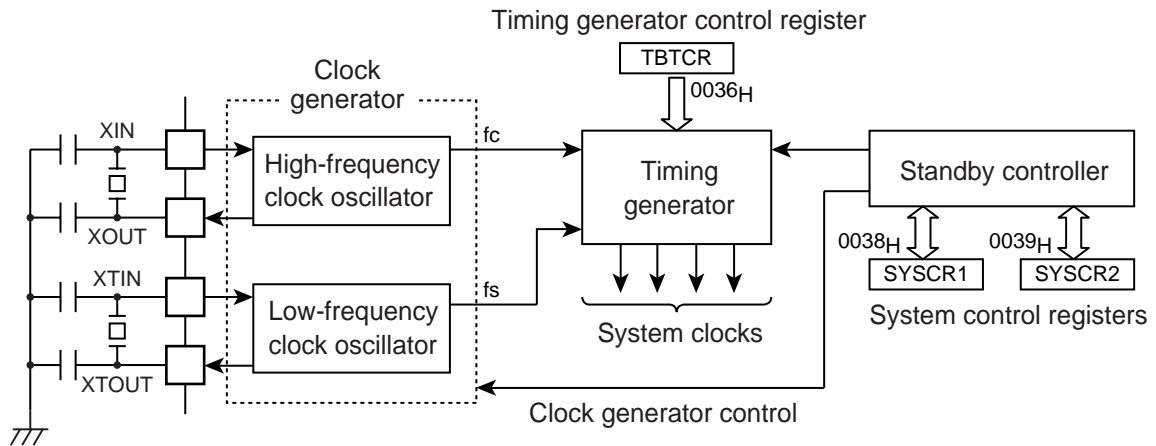 Timing generator control register
TBTCR
0036H
Clock
generator
XIN
High-frequency
clock oscillator
fc
Timing
generator
Standby controller
XOUT
0038H
0039H
SYSCR1
SYSCR2
System control registers
XTIN
Low-frequency
clock oscillator
fs
System clocks
XTOUT
Clock generator control